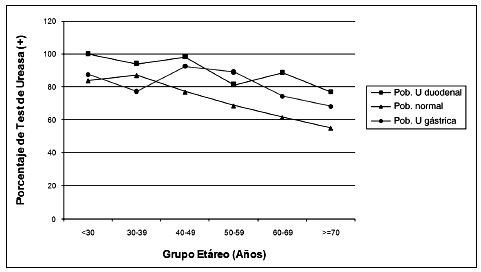 120
100
80
60
40
20
0
Porcentaje de Test de Ureasa (+)
<30 30-39 40-49 50-59 60-69 >=70
Grupo Etáreo (Años)
Pob. U duodenal
Pob. normal
Pob. U gástrica